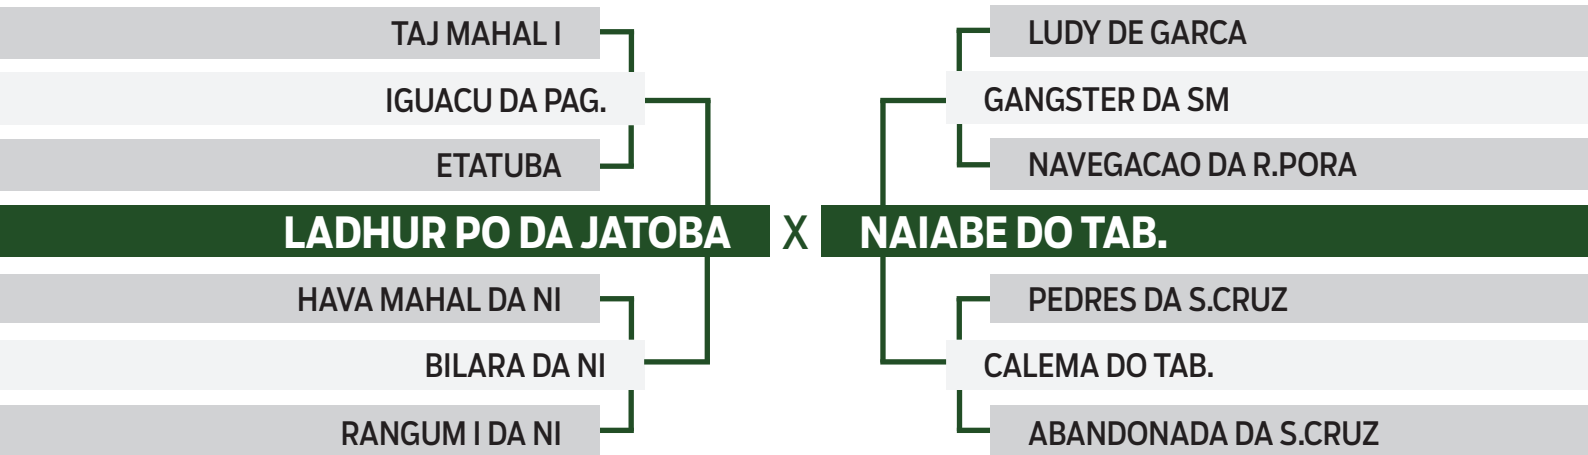 TAJ MAHAL I
IGUACU DA PAG.
ETATUBA
LADHUR PO DA JATOBA
HAVA MAHAL DA NI
BILARA DA NI
RANGUM I DA NI
X
LUDY DE GARCA
GANGSTER DA SM
NAVEGACAO DA R.PORA
NAIABE DO TAB.
PEDRES DA S.CRUZ
CALEMA DO TAB.
ABANDONADA DA S.CRUZ